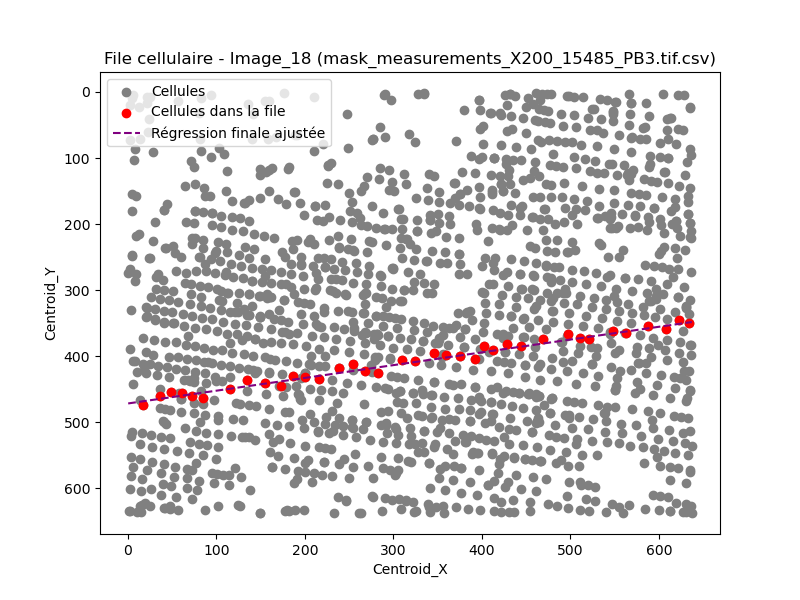 File cellulaire - Image_18 (mask_measurements_X200_15485_PB3.tif.csv)
Cellules
Cellules dans la file
Régression finale ajustée
0
100
200
300
400
500
600
Centroid_Y
0 100 200 300 400 500 600
Centroid_X